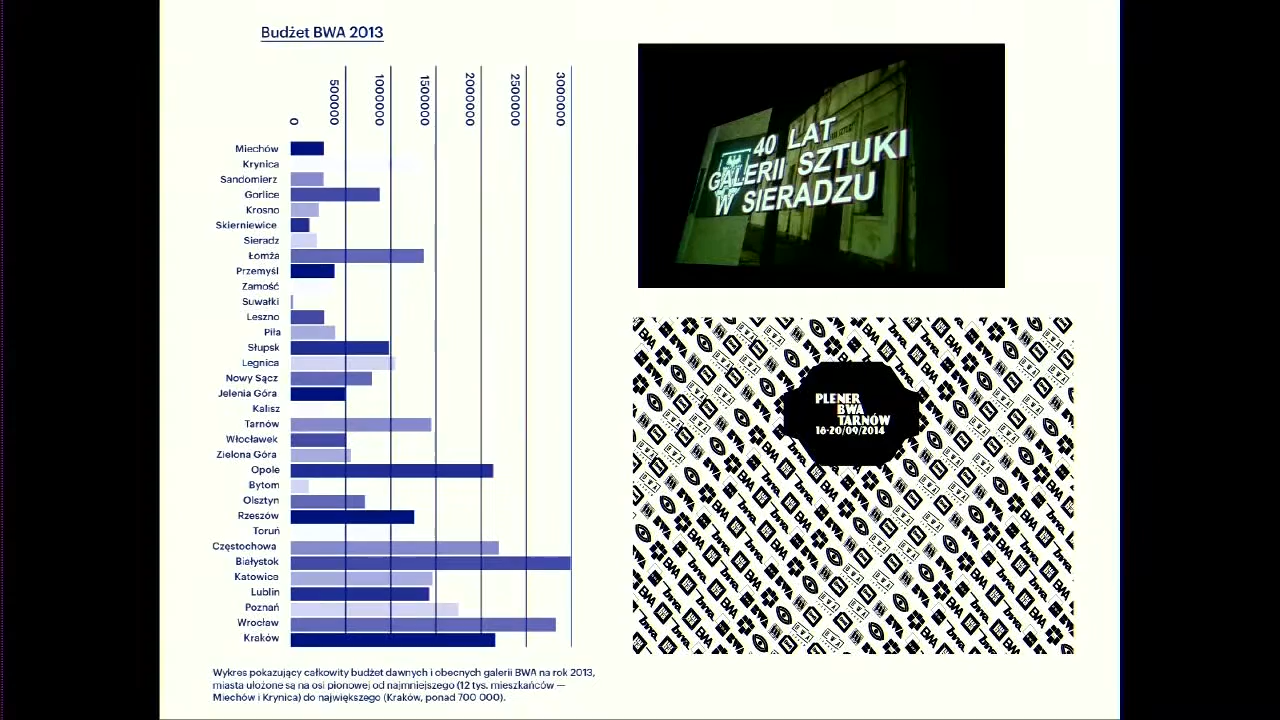 Budżet BWA 2013
0
500000
1000000
1500000
2000000
2500000
3000000
Miechów
Krynica
Sandomierz
Gorlice
Krosno
Skierniewice
Sieradz
Łomża
Przemyśl
Zamość
Suwałki
Leszno
Piła
Słupsk
Legnica
Nowy Sącz
Jelenia Góra
Kalisz
Tarnów
Włocławek
Zielona Góra
Opole
Bytom
Olsztyn
Rzeszów
Toruń
Częstochowa
Białystok
Katowice
Lublin
Poznań
Wrocław
Kraków
Wykres pokazujący całkowity budżet dawnych i obecnych galerii BWA na rok 2013,
miasta ułożone są na osi pionowej od najmniejszego (12 tys. mieszkańców —
Miechów i Krynica) do największego (Kraków, ponad 700 000).
40 LAT
GALERII SZTUKI
W SIERADZU
PLENER
BWA
TARNÓW
16-20/09/2014